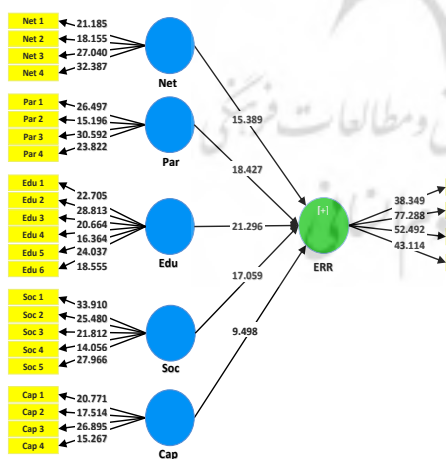 Net 1 21.185
Net 2 18.155
Net 3 27.040
Net 4 32.387
Net
15.389
Par 1 26.497
Par 2 15.196
Par 3 30.592
Par 4 23.822
Par
18.427
Edu 1 22.705
Edu 2 28.813
Edu 3 20.664
Edu 4 16.364
Edu 5 24.037
Edu 6 18.555
Edu
21.296
Soc 1 33.910
Soc 2 25.480
Soc 3 21.812
Soc 4 14.056
Soc 5 27.966
Soc
17.059
Cap 1 20.771
Cap 2 17.514
Cap 3 26.895
Cap 4 15.267
Cap
9.498
[+]
ERR
38.349
77.288
52.492
43.114
ومطالعات فرهنگی